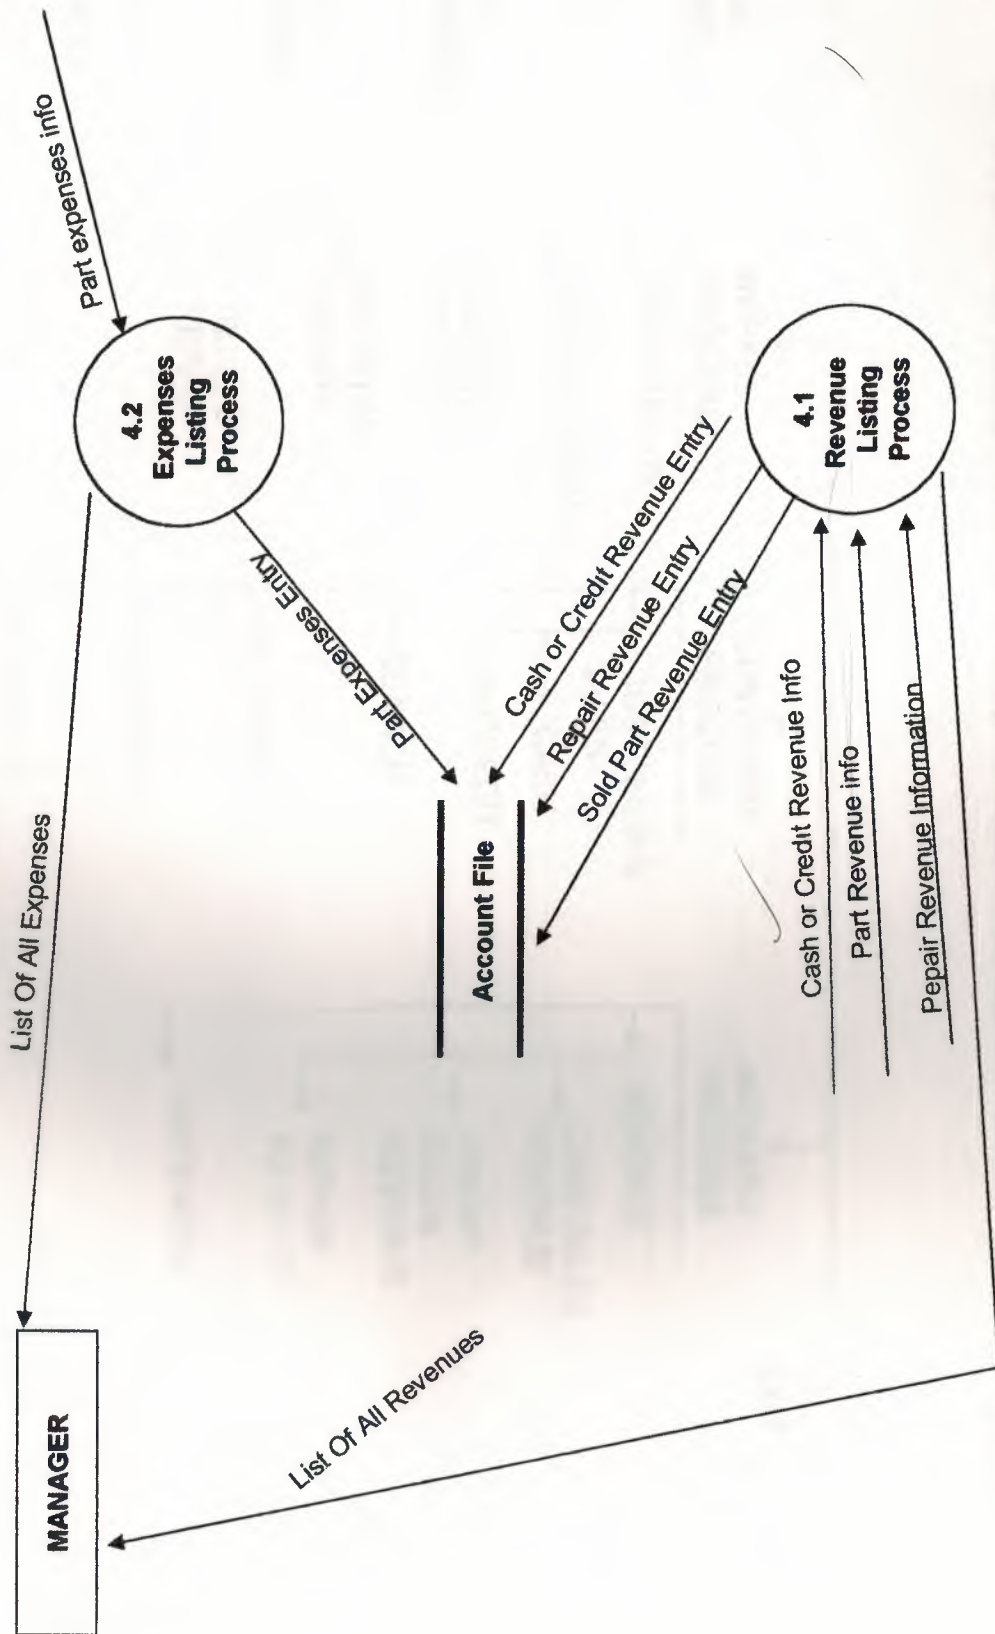 MANAGER
List Of All Expenses
4.2
Expenses
Listing
Process
Part expenses info
Part Expenses Entry
List Of All Revenues
Account File
Cash or Credit Revenue Entry
Repair Revenue Entry
Sold Part Revenue Entry
Cash or Credit Revenue Info
Part Revenue info
Pepair Revenue Information
4.1
Revenue
Listing
Process